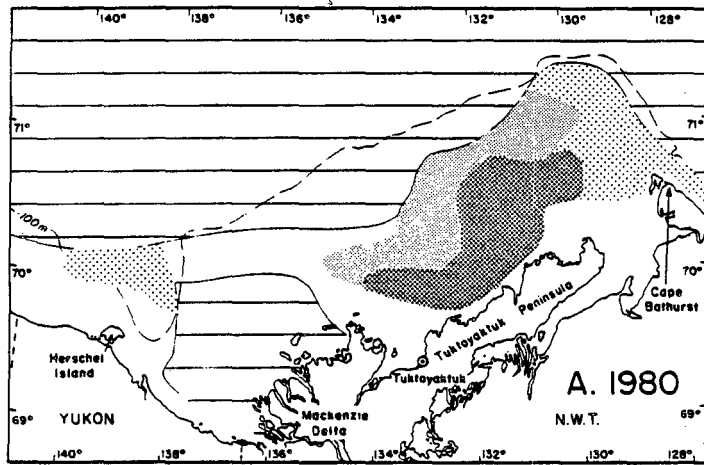 140° 138° 136° 134° 132° 130° 128°
71° 71°
100m
70° 70°
Cape
Bathurst
Herschel
Island
Tuktoyaktuk Peninsula
Tuktoyaktuk
A. 1980
69° 69°
YUKON
Mackenzie
Delta
N.W.T.
140° 138° 136° 134° 132° 130° 128°